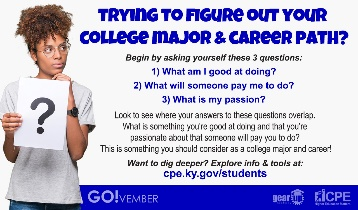 TRYING TO FIGURE OUT YOUR
COLLEGE MAJOR & CAREER PATH?
Begin by asking yourself these 3 questions:
1) What am I good at doing?
2) What will someone pay me to do?
3) What is my passion?
Look to see where your answers to these questions overlap.
What is something you're good at doing and that you're
passionate about that someone will pay you to do?
This is something you should consider as a college major and career!
Want to dig deeper? Explore info & tools at:
cpe.ky.gov/students
?
GO!VEMBER
gear
CPE